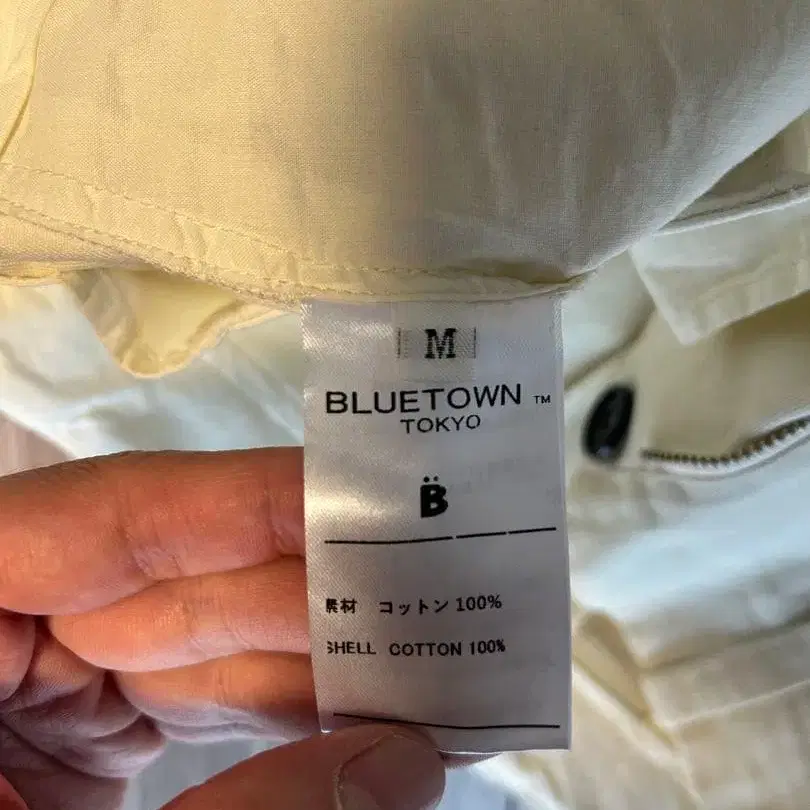 M
BLUETOWN ™
TOKYO
B̈
素材 コットン 100%
SHELL COTTON 100%